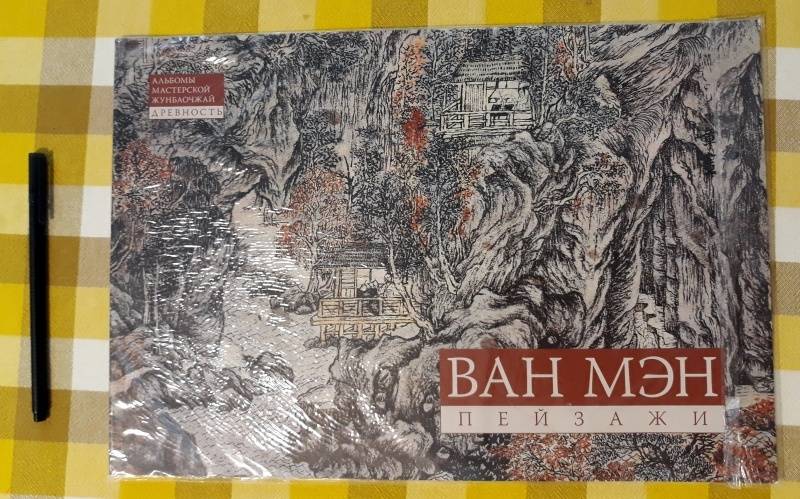 АЛЬБОМЫ
МАСТЕРСКОЙ
ЖУНБАОЧЖАЙ
ДРЕВНОСТЬ
ВАН МЭН
ПЕЙЗАЖИ